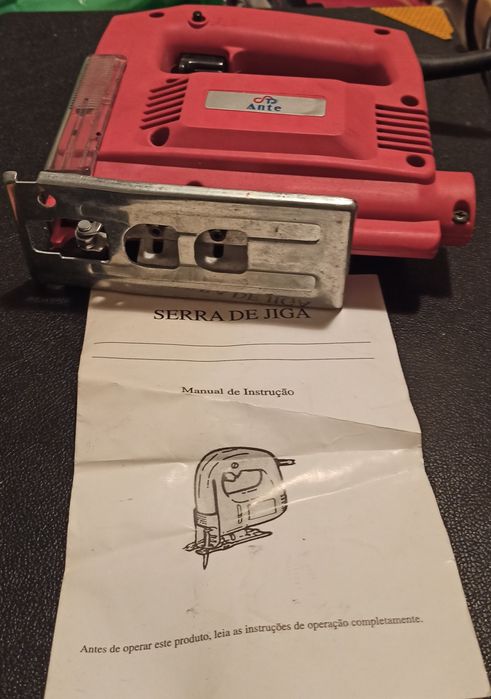 Ante
SERRA DE JIGA
Manual de Instrução
Antes de operar este produto, leia as instruções de operação completamente.